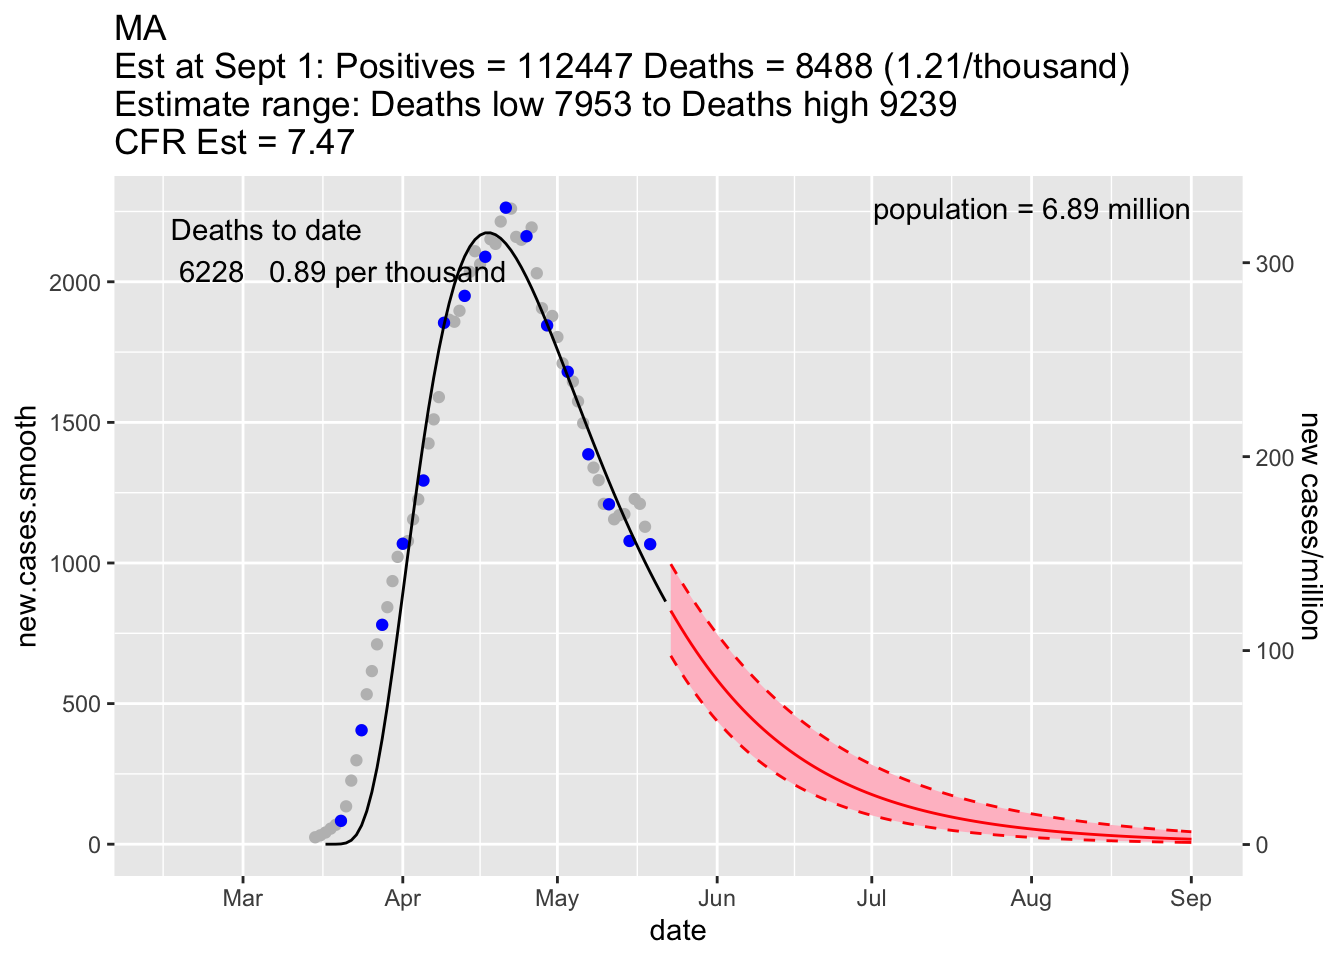 MA
Est at Sept 1: Positives = 112447 Deaths = 8488 (1.21/thousand)
Estimate range: Deaths low 7953 to Deaths high 9239
CFR Est = 7.47
Deaths to date
6228 0.89 per thousand
population = 6.89 million
new.cases.smooth
2000
1500
1000
500
0
300
200
100
0
new cases/million
Mar Apr May Jun Jul Aug Sep
date